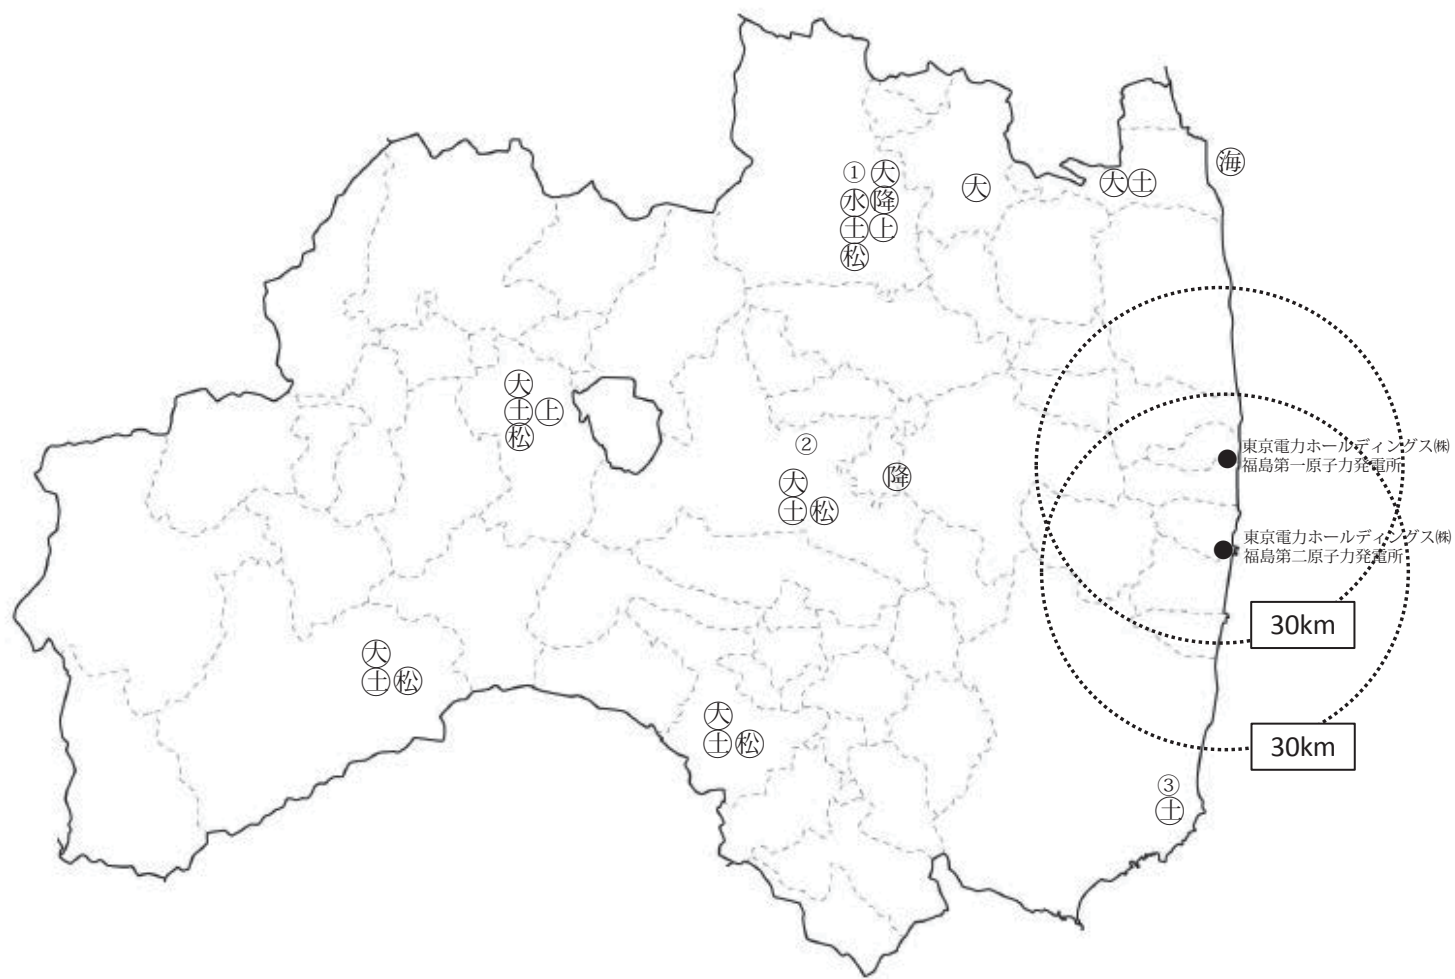 ① 大
水 降
土 上
松
大
大 土
海
大
土 上
松
②
大
土 松
降
東京電力ホールディングス㈱
福島第一原子力発電所
東京電力ホールディングス㈱
福島第二原子力発電所
30km
大
土 松
大
土 松
30km
③
土